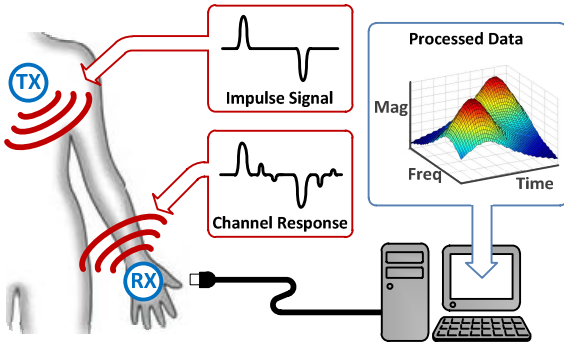 TX
Impulse Signal
Channel Response
RX
Processed Data
Mag
Freq
Time